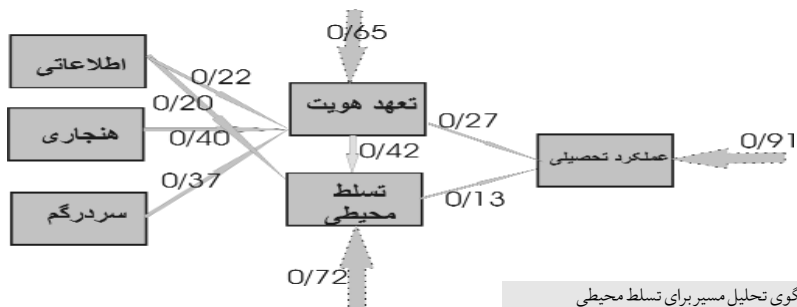 0/65
اطلاعاتی
0/22
تعهد هویت
0/20
0/27
هنجاری
0/40
0/91
عملکرد تحصیلی
0/42
0/37
تسلط
محیطی
سردرگم
0/13
0/72
گوی تحلیل مسیر برای تسلط محیطی